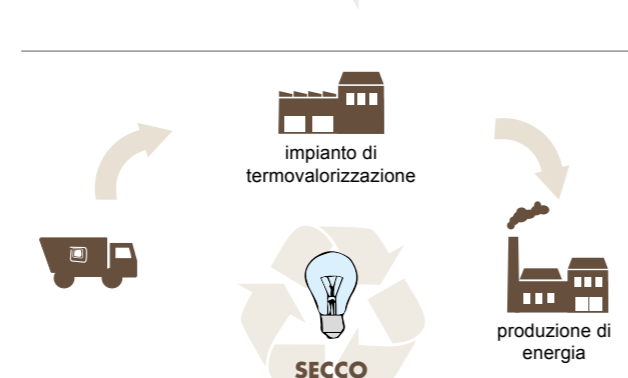 impianto di
termovalorizzazione
produzione di
energia
SECCO